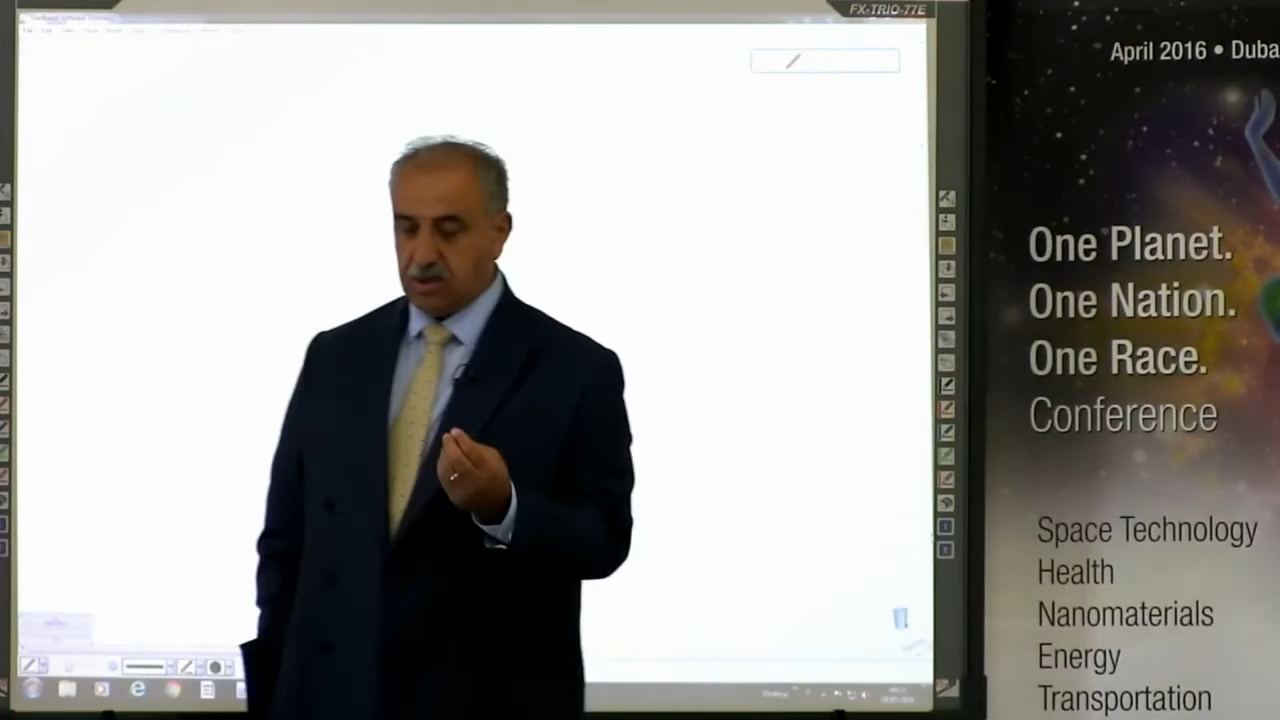 FX-TRIO-77E
April 2016 • Duba
One Planet.
One Nation.
One Race.
Conference
Space Technology
Health
Nanomaterials
Energy
Transportation